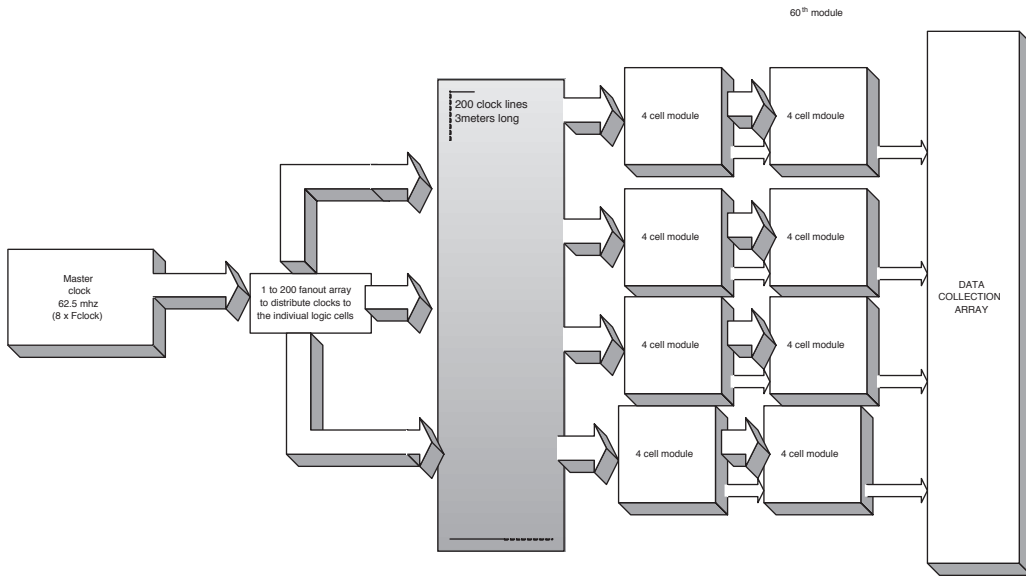 60th module
200 clock lines
3meters long
4 cell module
4 cell module
4 cell module
4 cell module
Master
clock
62.5 mhz
(8 x Fclock)
1 to 200 fanout array
to distribute clocks to
the indiviual logic cells
4 cell module
4 cell module
4 cell module
4 cell module
DATA
COLLECTION
ARRAY